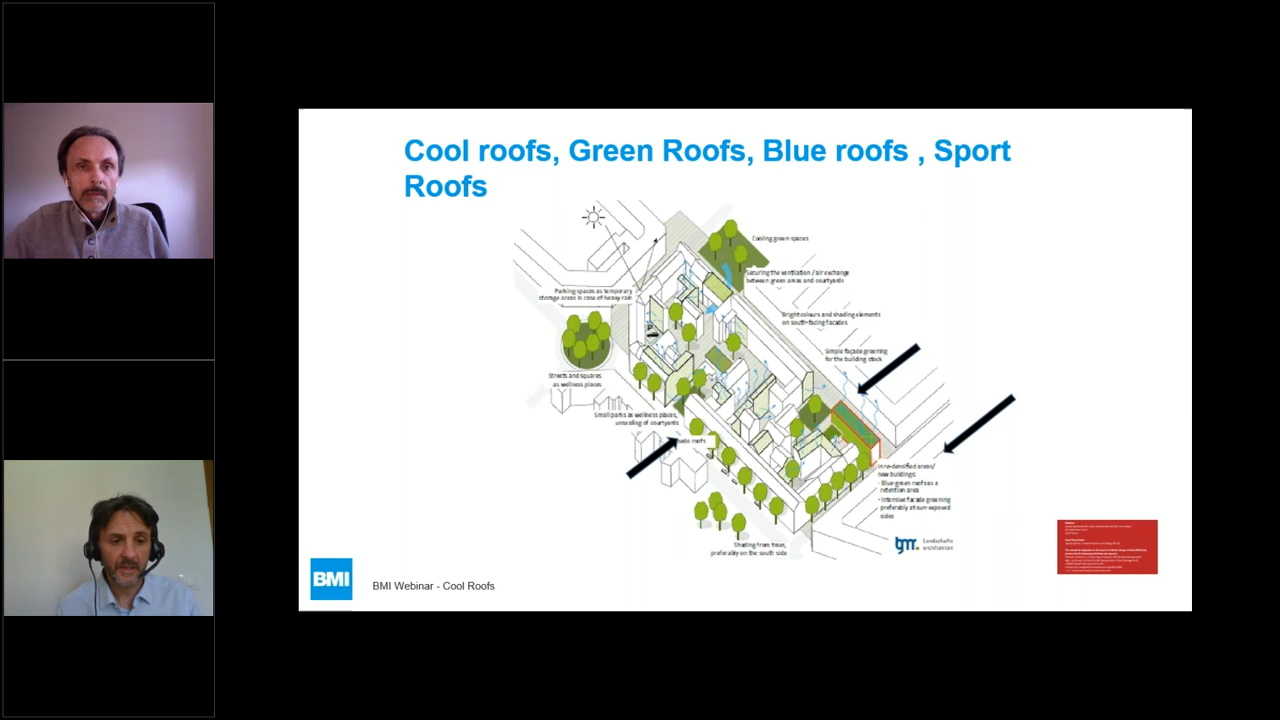 Cool roofs, Green Roofs, Blue roofs , Sport
Roofs
Cooling green spaces
Securing the ventilation / air exchange
between green areas and courtyards
Parking spaces as temporary
storage areas in case of heavy rain
Bright colours and shading elements
on south-facing facades
Simple façade greening
for the building stock
Streets and squares
as wellness places
Small parks as wellness places,
unsealing of courtyards
roofs
areas/
new buildings:
- Blue-green roofs as a
retention area
- Intensive facade greening
preferably at sun-exposed
sides
Shading from trees,
preferably on the south side
bgmr. Landschafts
architekten
BMI
BMI Webinar - Cool Roofs